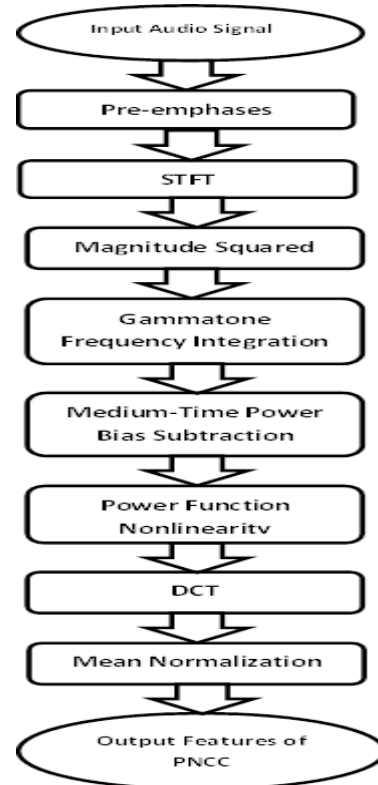 Input Audio Signal
Pre-emphases
STFT
Magnitude Squared
Gammatone
Frequency Integration
Medium-Time Power
Bias Subtraction
Power Function
Nonlinearity
DCT
Mean Normalization
Output Features of
PNCC